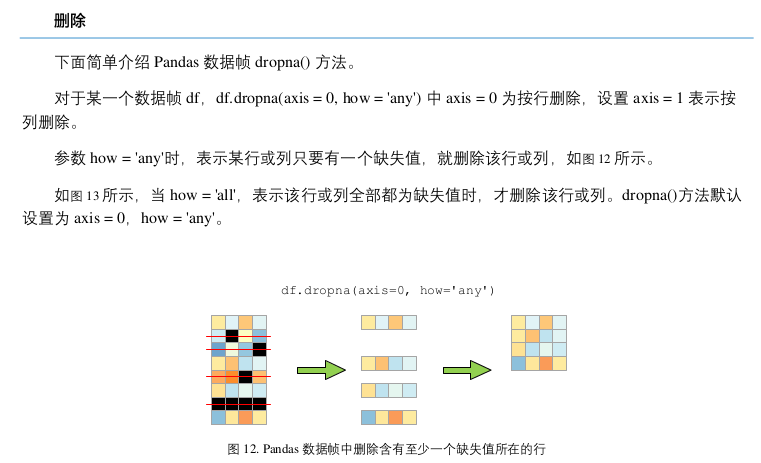 删除
下面简单介绍 Pandas 数据帧 dropna() 方法。
对于某一个数据帧 df，df.dropna(axis = 0, how = 'any') 中 axis = 0 为按行删除，设置 axis = 1 表示按
列删除。
参数 how = 'any'时，表示某行或列只要有一个缺失值，就删除该行或列，如图 12 所示。
如图 13 所示，当 how = 'all'，表示该行或列全部都为缺失值时，才删除该行或列。dropna()方法默认
设置为 axis = 0，how = 'any'。
df.dropna(axis=0, how='any')
图 12. Pandas 数据帧中删除含有至少一个缺失值所在的行